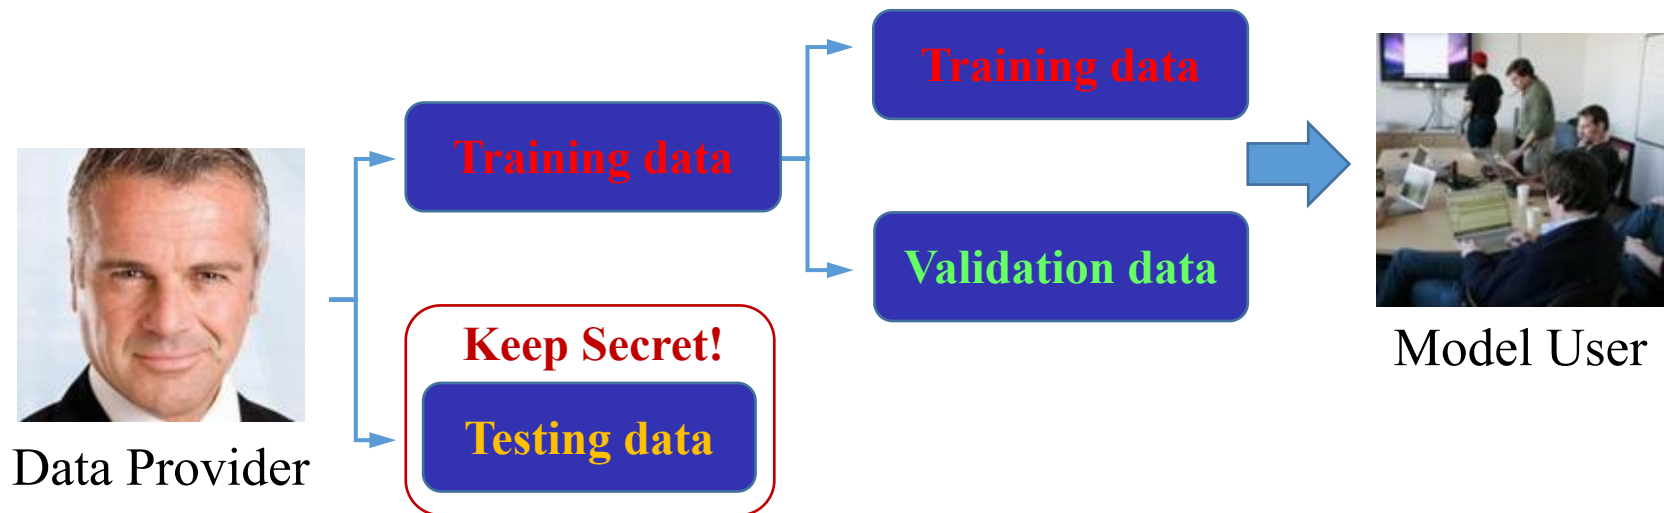 Training data
Training data
Validation data
Keep Secret!
Testing data
Data Provider
Model User